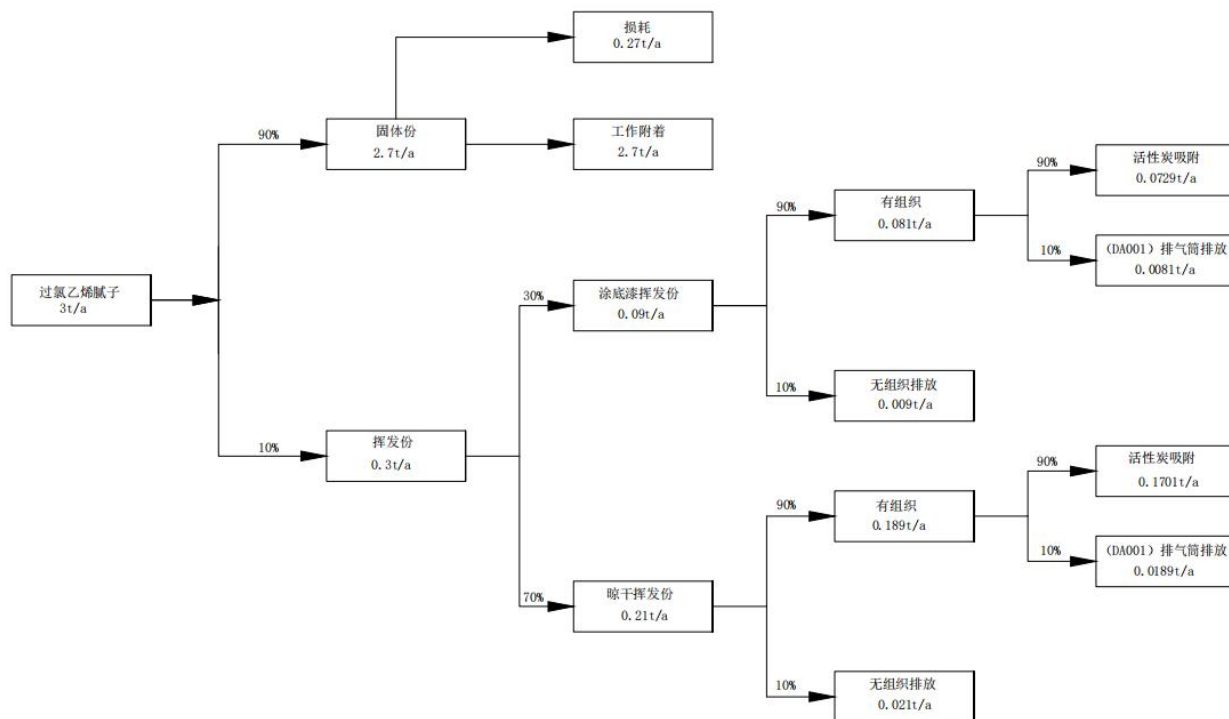 损耗
0.27t/a
90%
固体份
2.7t/a
工作附着
2.7t/a
90%
活性炭吸附
0.0729t/a
90%
有组织
0.081t/a
10%
(DA001)排气筒排放
0.0081t/a
过氯乙烯腻子
3t/a
30%
涂底漆挥发份
0.09t/a
10%
无组织排放
0.009t/a
10%
挥发份
0.3t/a
90%
活性炭吸附
0.1701t/a
90%
有组织
0.189t/a
10%
(DA001)排气筒排放
0.0189t/a
70%
晾干挥发份
0.21t/a
10%
无组织排放
0.021t/a